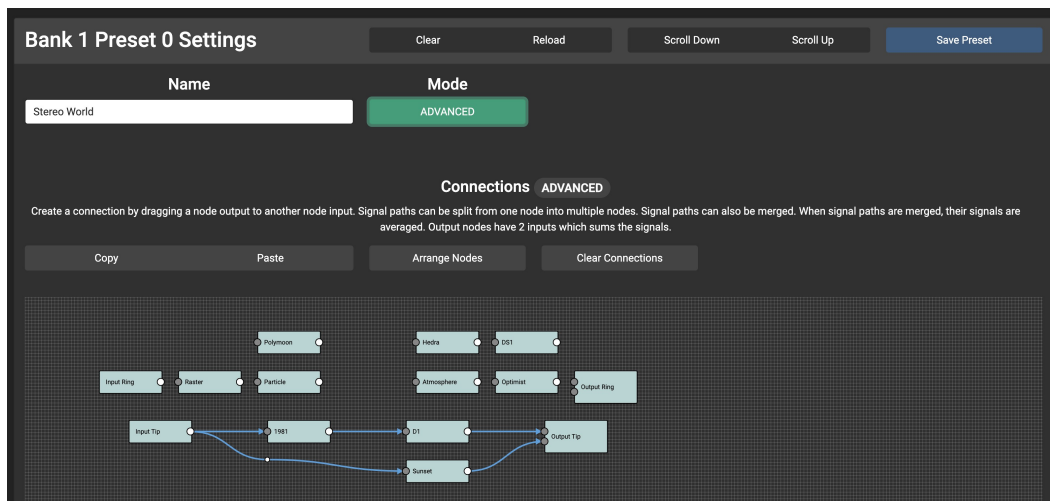 Bank 1 Preset 0 Settings
Clear
Reload
Scroll Down
Scroll Up
Save Preset
Name
Mode
Stereo World
ADVANCED
Connections ADVANCED
Create a connection by dragging a node output to another node input. Signal paths can be split from one node into multiple nodes. Signal paths can also be merged. When signal paths are merged, their signals are
averaged. Output nodes have 2 inputs which sums the signals.
Copy
Paste
Arrange Nodes
Clear Connections
Polymoon
Hedra
DS1
Input Ring
Raxter
Particle
Atmosphere
Optimist
Output Ring
Input Tip
1981
D1
Output Tip
Sunset